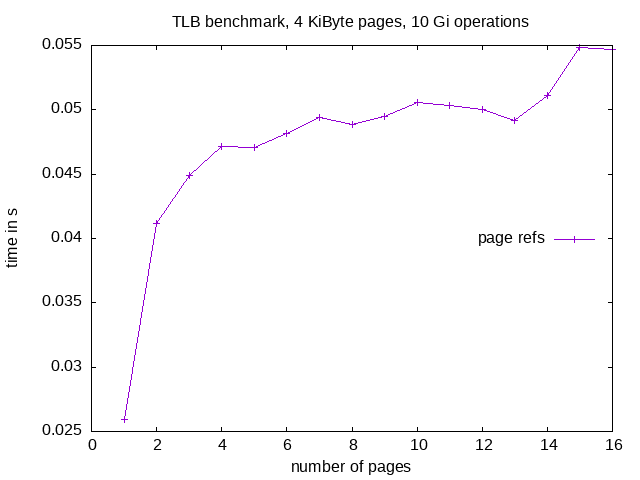 TLB benchmark, 4 KiByte pages, 10 Gi operations
0.055
0.05
0.045
0.04
0.035
0.03
0.025
time in s
page refs
0 2 4 6 8 10 12 14 16
number of pages